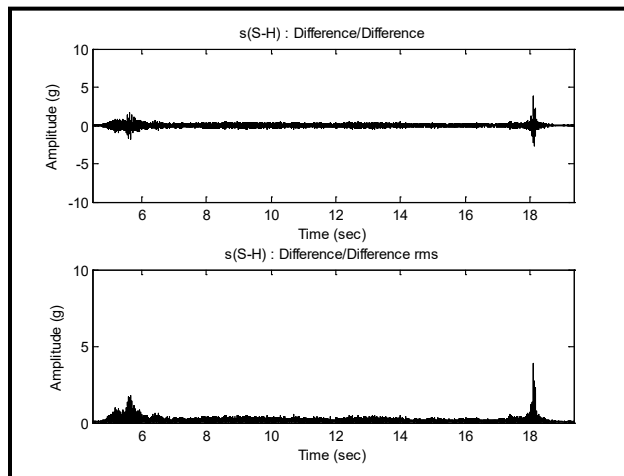 s(S-H) : Difference/Difference
10
5
0
-5
-10
Amplitude (g)
6 8 10 12 14 16 18
Time (sec)
s(S-H) : Difference/Difference rms
10
5
0
Amplitude (g)
6 8 10 12 14 16 18
Time (sec)